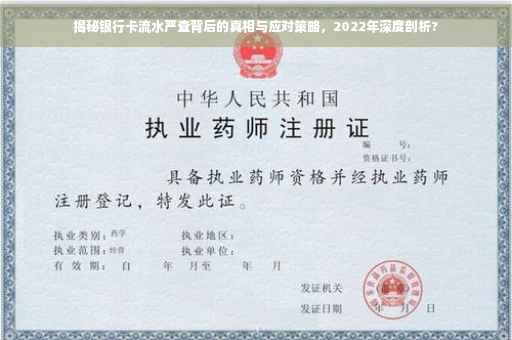 揭秘银行卡流水严查背后的真相与应对策略，2022年深度剖析？
中华人民共和国
执业药师注册证
编 号：
资格证书号：
具备执业药师资格并经执业药师
注册登记，特发此证。
执业类别：药学 执业地区：
执业范围：经营 执业单位：
有 效 期： 自 年 月至 年 月
发证机关
发证日期 年 月 日